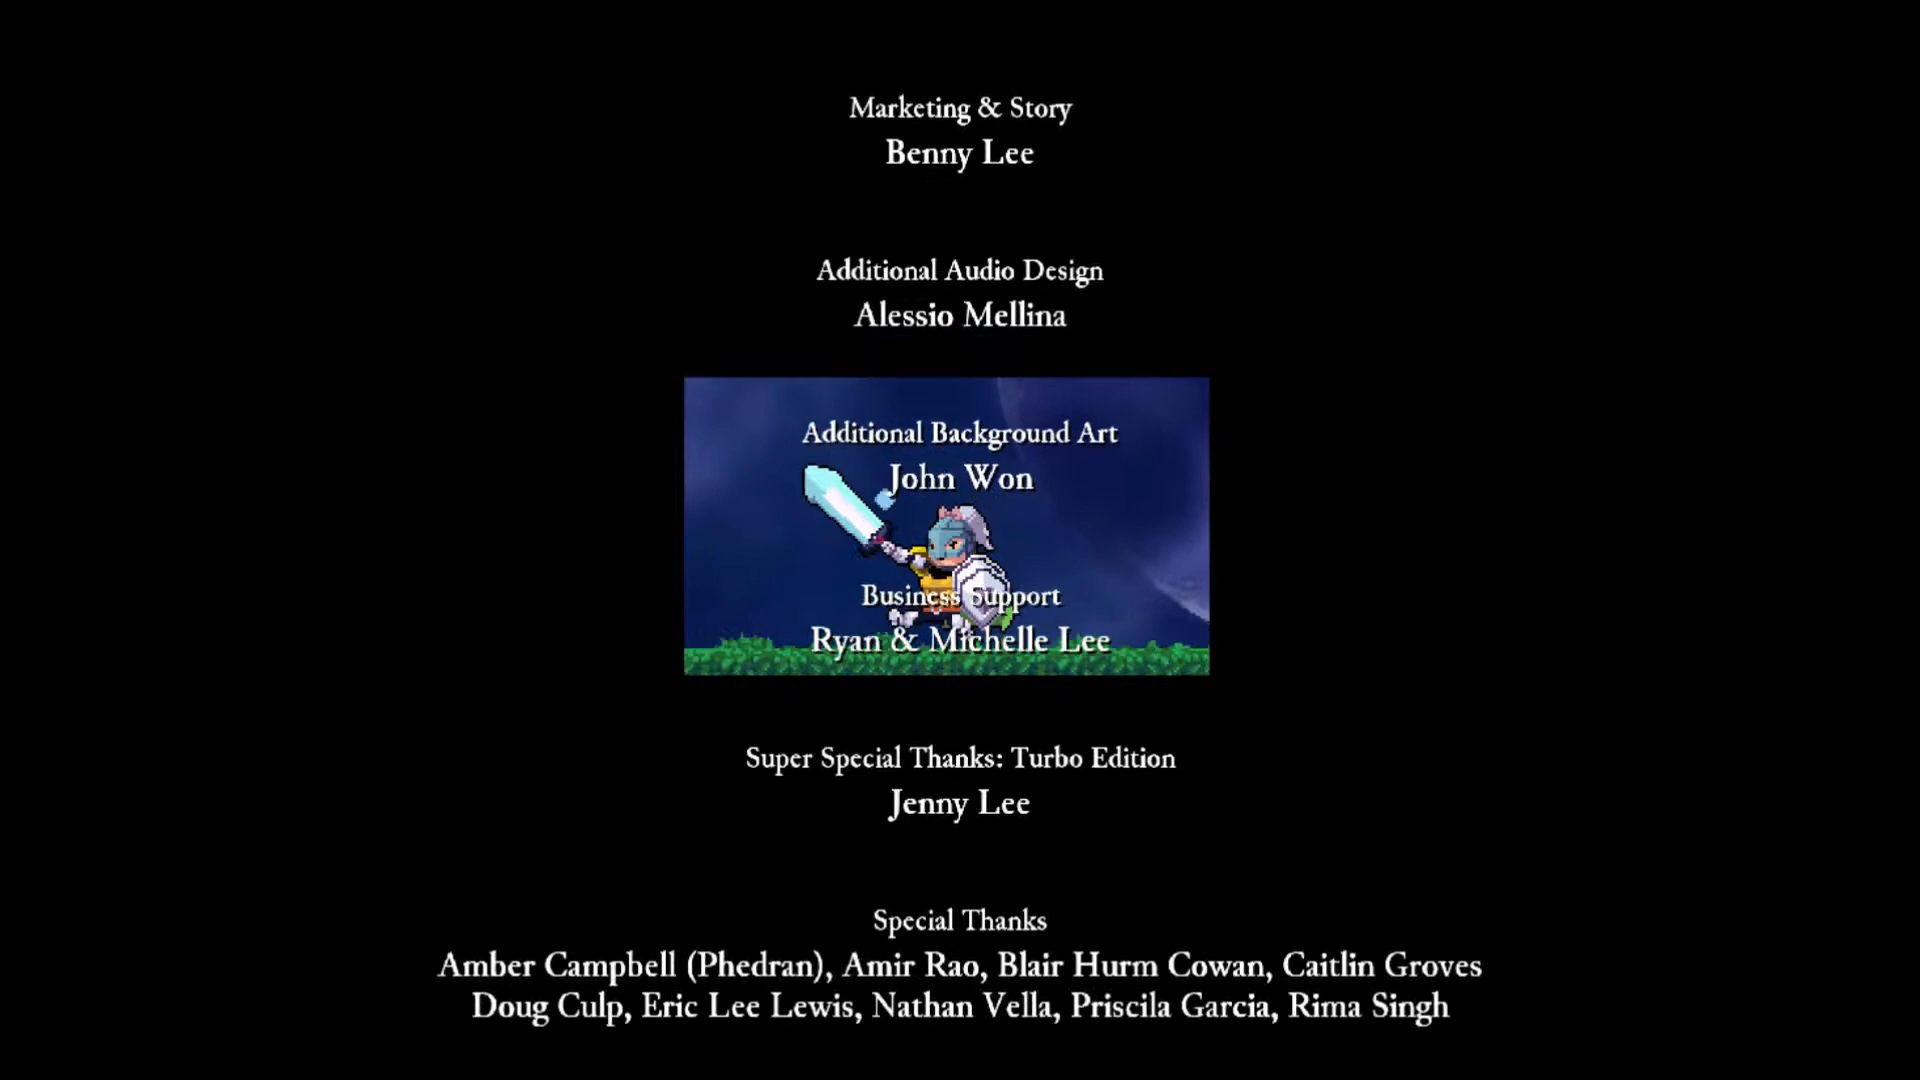 Marketing & Story
Benny Lee
Additional Audio Design
Alessio Mellina
Additional Background Art
John Won
Business Support
Ryan & Michelle Lee
Super Special Thanks: Turbo Edition
Jenny Lee
Special Thanks
Amber Campbell (Phedran), Amir Rao, Blair Hurm Cowan, Caitlin Groves
Doug Culp, Eric Lee Lewis, Nathan Vella, Priscila Garcia, Rima Singh